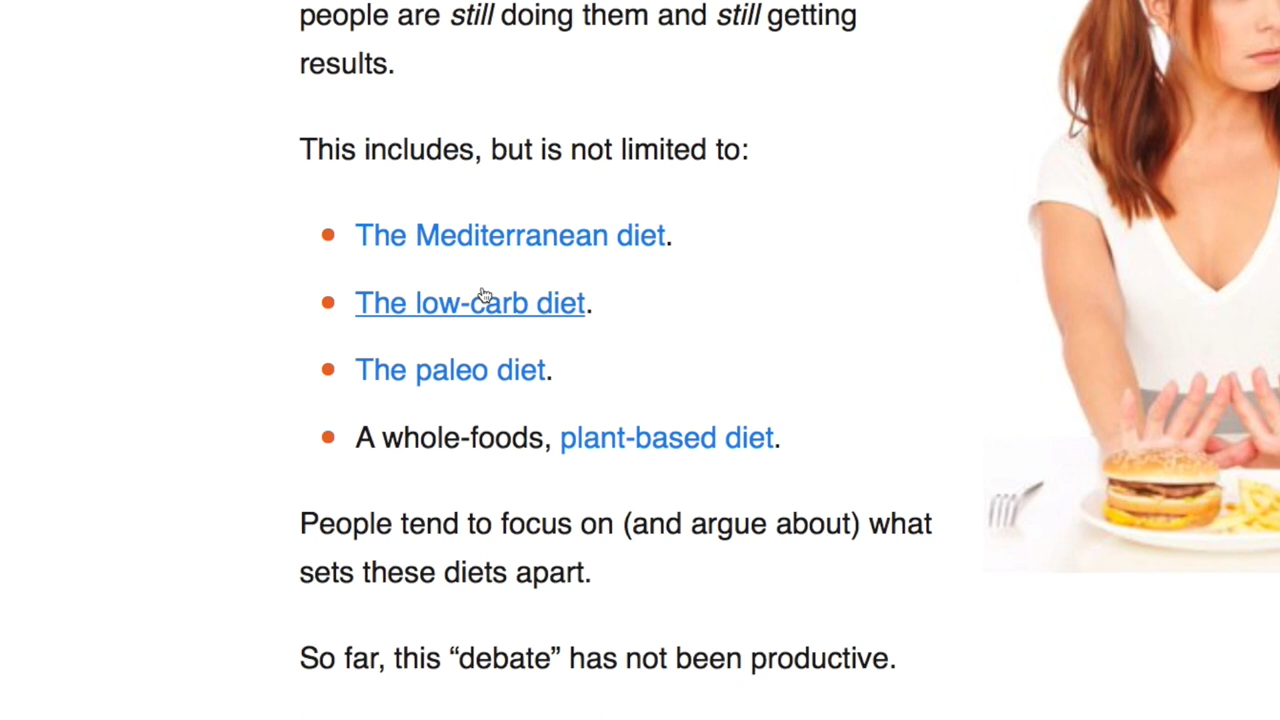 people are still doing them and still getting
results.
This includes, but is not limited to:
The Mediterranean diet.
The low-carb diet.
The paleo diet.
A whole-foods, plant-based diet.
People tend to focus on (and argue about) what
sets these diets apart.
So far, this “debate” has not been productive.